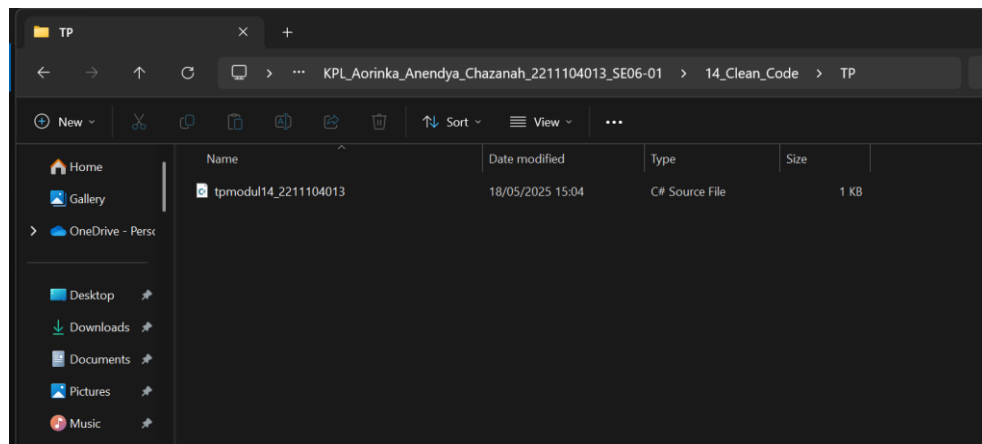 TP
KPL_Aorinka_Anendya_Chazanah_2211104013_SE06-01 > 14_Clean_Code > TP
New Sort View
Name Date modified Type Size
tpmodul14_2211104013 18/05/2025 15:04 C# Source File 1 KB
Home
Gallery
OneDrive - Perso
Desktop
Downloads
Documents
Pictures
Music